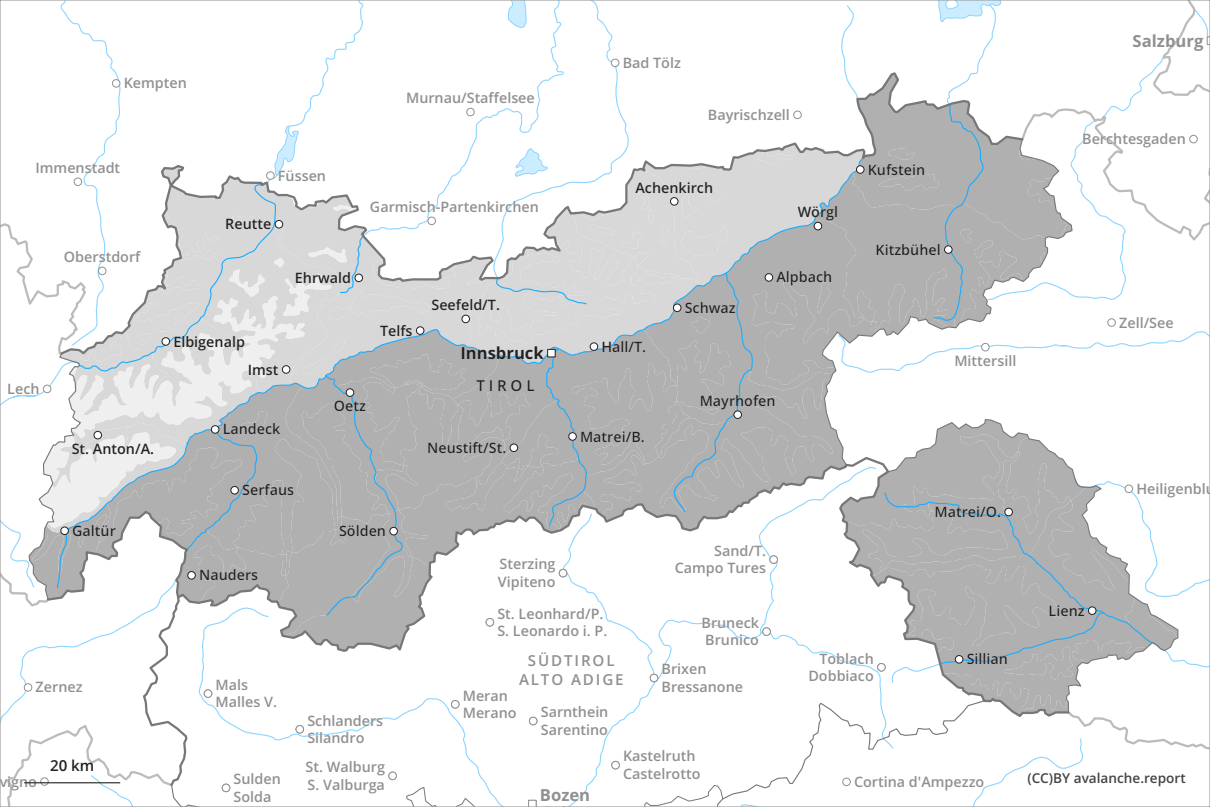 Salzburg
Bad Tölz
Kempten
Murnau/Staffelsee
Bayrischzell
Berchtesgaden
Immenstadt
Füssen
Kufstein
Achenkirch
Garmisch-Partenkirchen
Wörgl
Reutte
Kitzbühel
Oberstdorf
Ehrwald
Alpbach
Seefeld/T.
Schwaz
Zell/See
Telfs
Elbigenalp
Innsbruck
Hall/T.
Mittersill
Imst
TIROL
Lech
Oetz
Mayrhofen
Landeck
Matrei/B.
St. Anton/A.
Neustift/St.
Serfaus
Heiligenblu
Matrei/O.
Galtür
Sölden
Sand/T.
Campo Tures
Sterzing
Vipiteno
Nauders
St. Leonhard/P.
S. Leonardo i. P.
Lienz
Bruneck
Brunico
SÜDTIROL
ALTO ADIGE
Toblach
Dobbiaco
Sillian
Brixen
Bressanone
Zernez
Mals
Malles V.
Meran
Merano
Sarnthein
Sarentino
Schlanders
Silandro
Kastelruth
Castelrotto
20 km
St. Walburg
S. Valburga
vigno
Sulden
Solda
Cortina d'Ampezzo
(CC)BY avalanche.report
Bozen